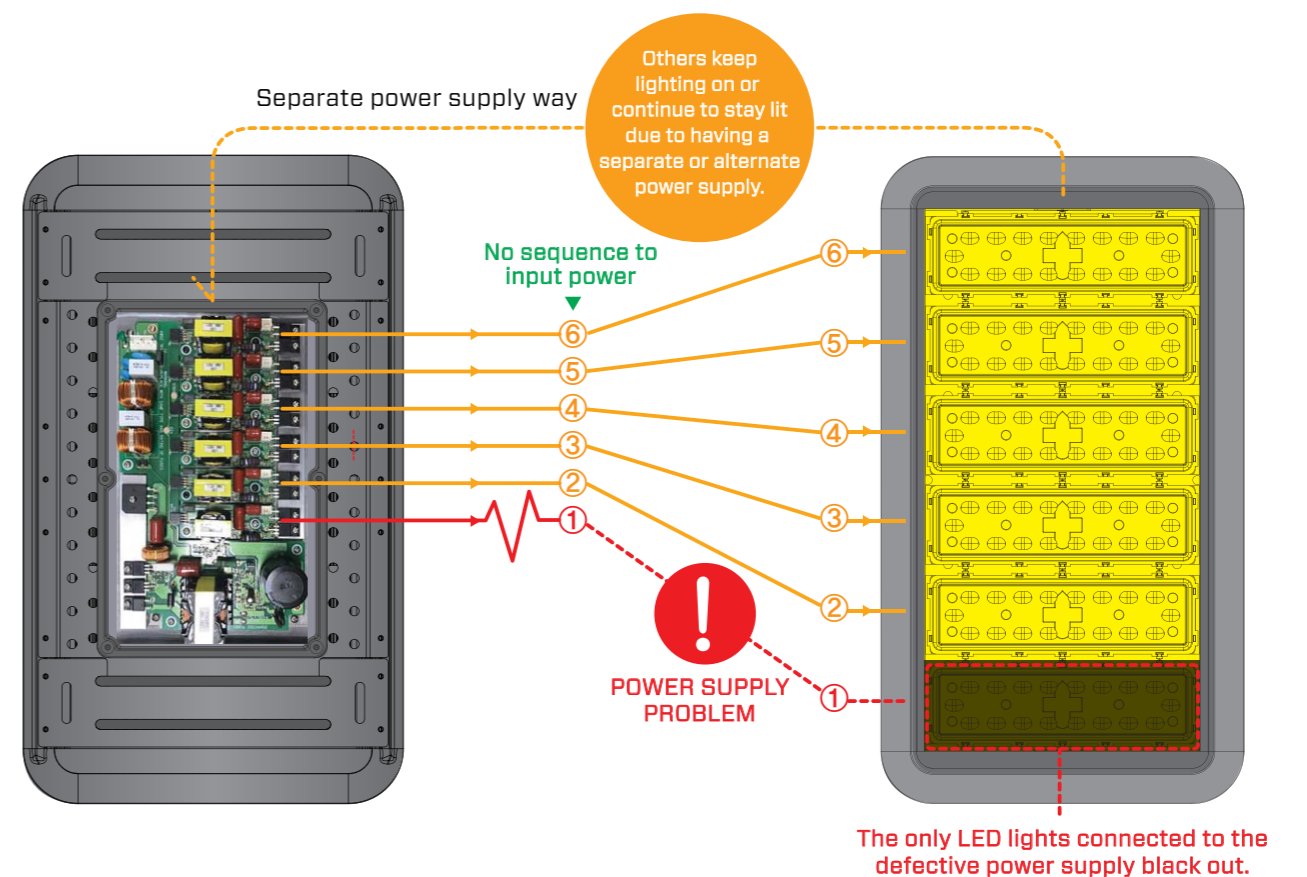 Others keep
lighting on or
continue to stay lit
due to having a
separate or alternate
power supply.
Separate power supply way
No sequence to
input power
⑥
⑤
④
③
②
①
⑥
⑤
④
③
②
①
POWER SUPPLY
PROBLEM
The only LED lights connected to the
defective power supply black out.